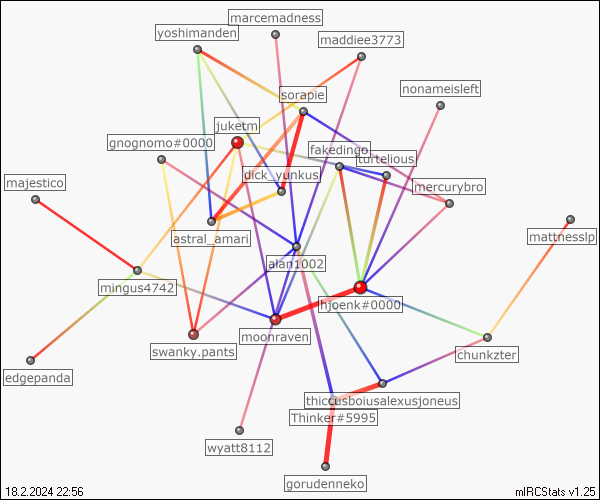 marcemadness
yoshimanden
maddiee3773
sorapie
nonameisleft
juketm
gnognomo#0000
fakedingo
turtelious
dick_yunkus
majestico
mercurybro
astral_amari
mattnesslp
alan1002
mingus4742
hjoenk#0000
moonraven
swanky.pants
chunkzter
edgepanda
thiccusboiusalexusjoneus
Thinker#5995
wyatt8112
gorudenneko
18.2.2024 22:56
mIRCStats v1.25